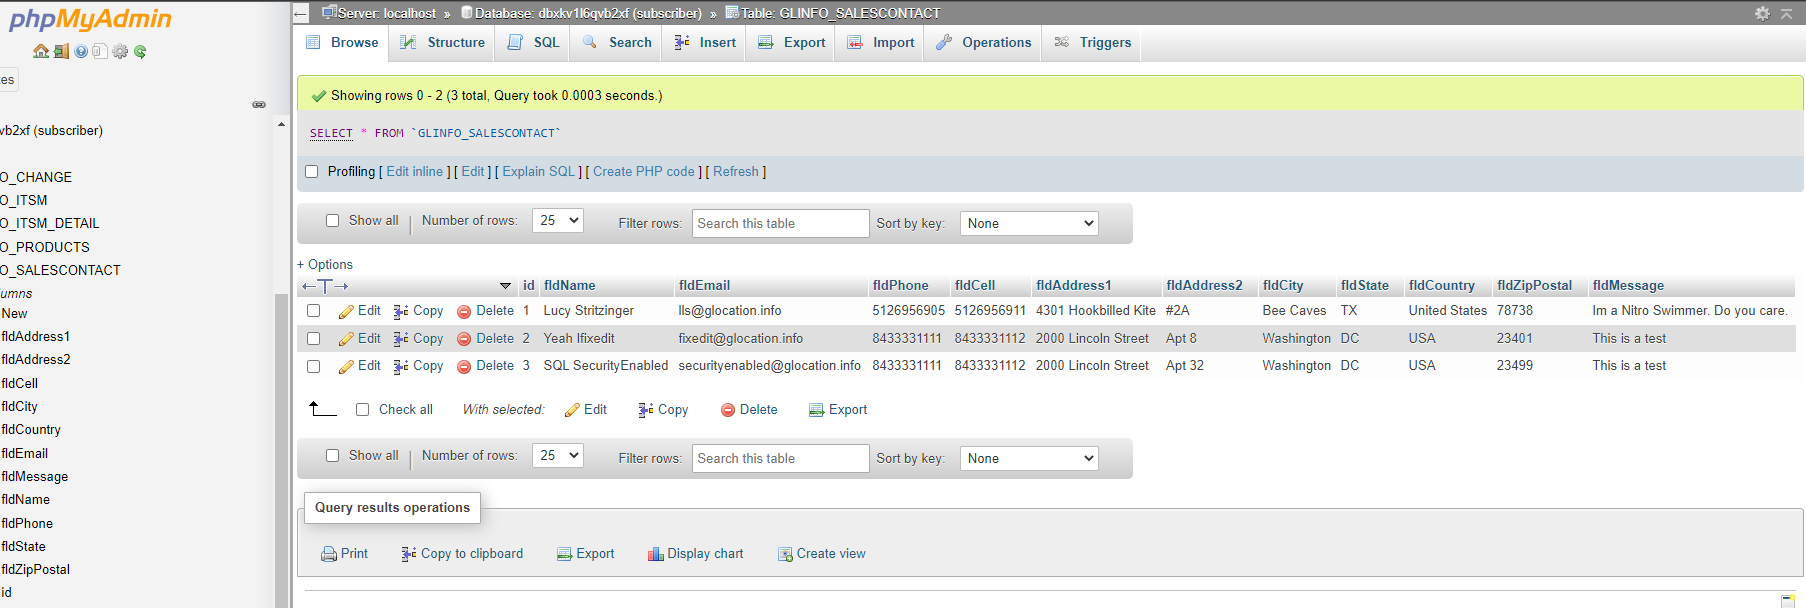 phpMyAdmin
es
vb2xf (subscriber)
O_CHANGE
O_ITSM
O_ITSM_DETAIL
O_PRODUCTS
O_SALESCONTACT
umns
New
fldAddress1
fldAddress2
fldCell
fldCity
fldCountry
fldEmail
fldMessage
fldName
fldPhone
fldState
fldZipPostal
id
Server: localhost » Database: dbxkv1l6qvb2xf (subscriber) » Table: GLINFO_SALESCONTACT
Browse Structure SQL Search Insert Export Import Operations Triggers
Showing rows 0 - 2 (3 total, Query took 0.0003 seconds.)
SELECT * FROM `GLINFO_SALESCONTACT`
Profiling [ Edit inline ] [ Edit ] [ Explain SQL ] [ Create PHP code ] [ Refresh ]
Show all | Number of rows: 25 Filter rows: Search this table Sort by key: None
+ Options
←T→ id fldName fldEmail fldPhone fldCell fldAddress1 fldAddress2 fldCity fldState fldCountry fldZipPostal fldMessage
Edit Copy Delete 1 Lucy Stritzinger lls@glocation.info 5126956905 5126956911 4301 Hookbilled Kite #2A Bee Caves TX United States 78738 Im a Nitro Swimmer. Do you care.
Edit Copy Delete 2 Yeah Ifixedit fixedit@glocation.info 8433331111 8433331112 2000 Lincoln Street Apt 8 Washington DC USA 23401 This is a test
Edit Copy Delete 3 SQL SecurityEnabled securityenabled@glocation.info 8433331111 8433331112 2000 Lincoln Street Apt 32 Washington DC USA 23499 This is a test
Check all With selected: Edit Copy Delete Export
Show all | Number of rows: 25 Filter rows: Search this table Sort by key: None
Query results operations
Print Copy to clipboard Export Display chart Create view